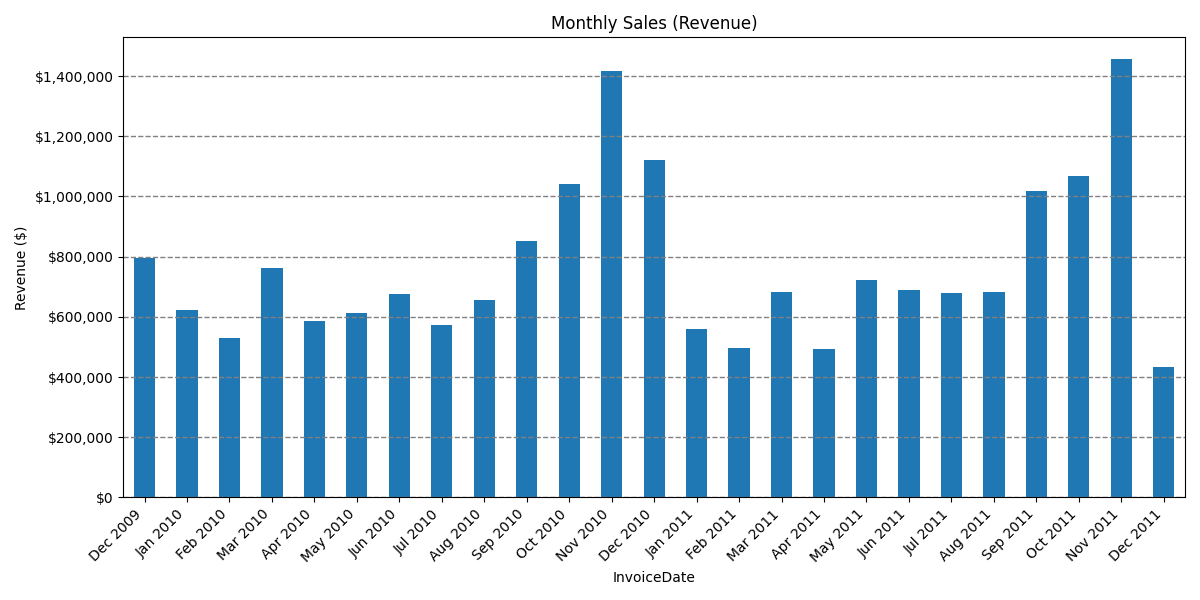 Monthly Sales (Revenue)
Revenue ($)
$1,400,000
$1,200,000
$1,000,000
$800,000
$600,000
$400,000
$200,000
$0
Dec 2009
Jan 2010
Feb 2010
Mar 2010
Apr 2010
May 2010
Jun 2010
Jul 2010
Aug 2010
Sep 2010
Oct 2010
Nov 2010
Dec 2010
Jan 2011
Feb 2011
Mar 2011
Apr 2011
May 2011
Jun 2011
Jul 2011
Aug 2011
Sep 2011
Oct 2011
Nov 2011
Dec 2011
InvoiceDate